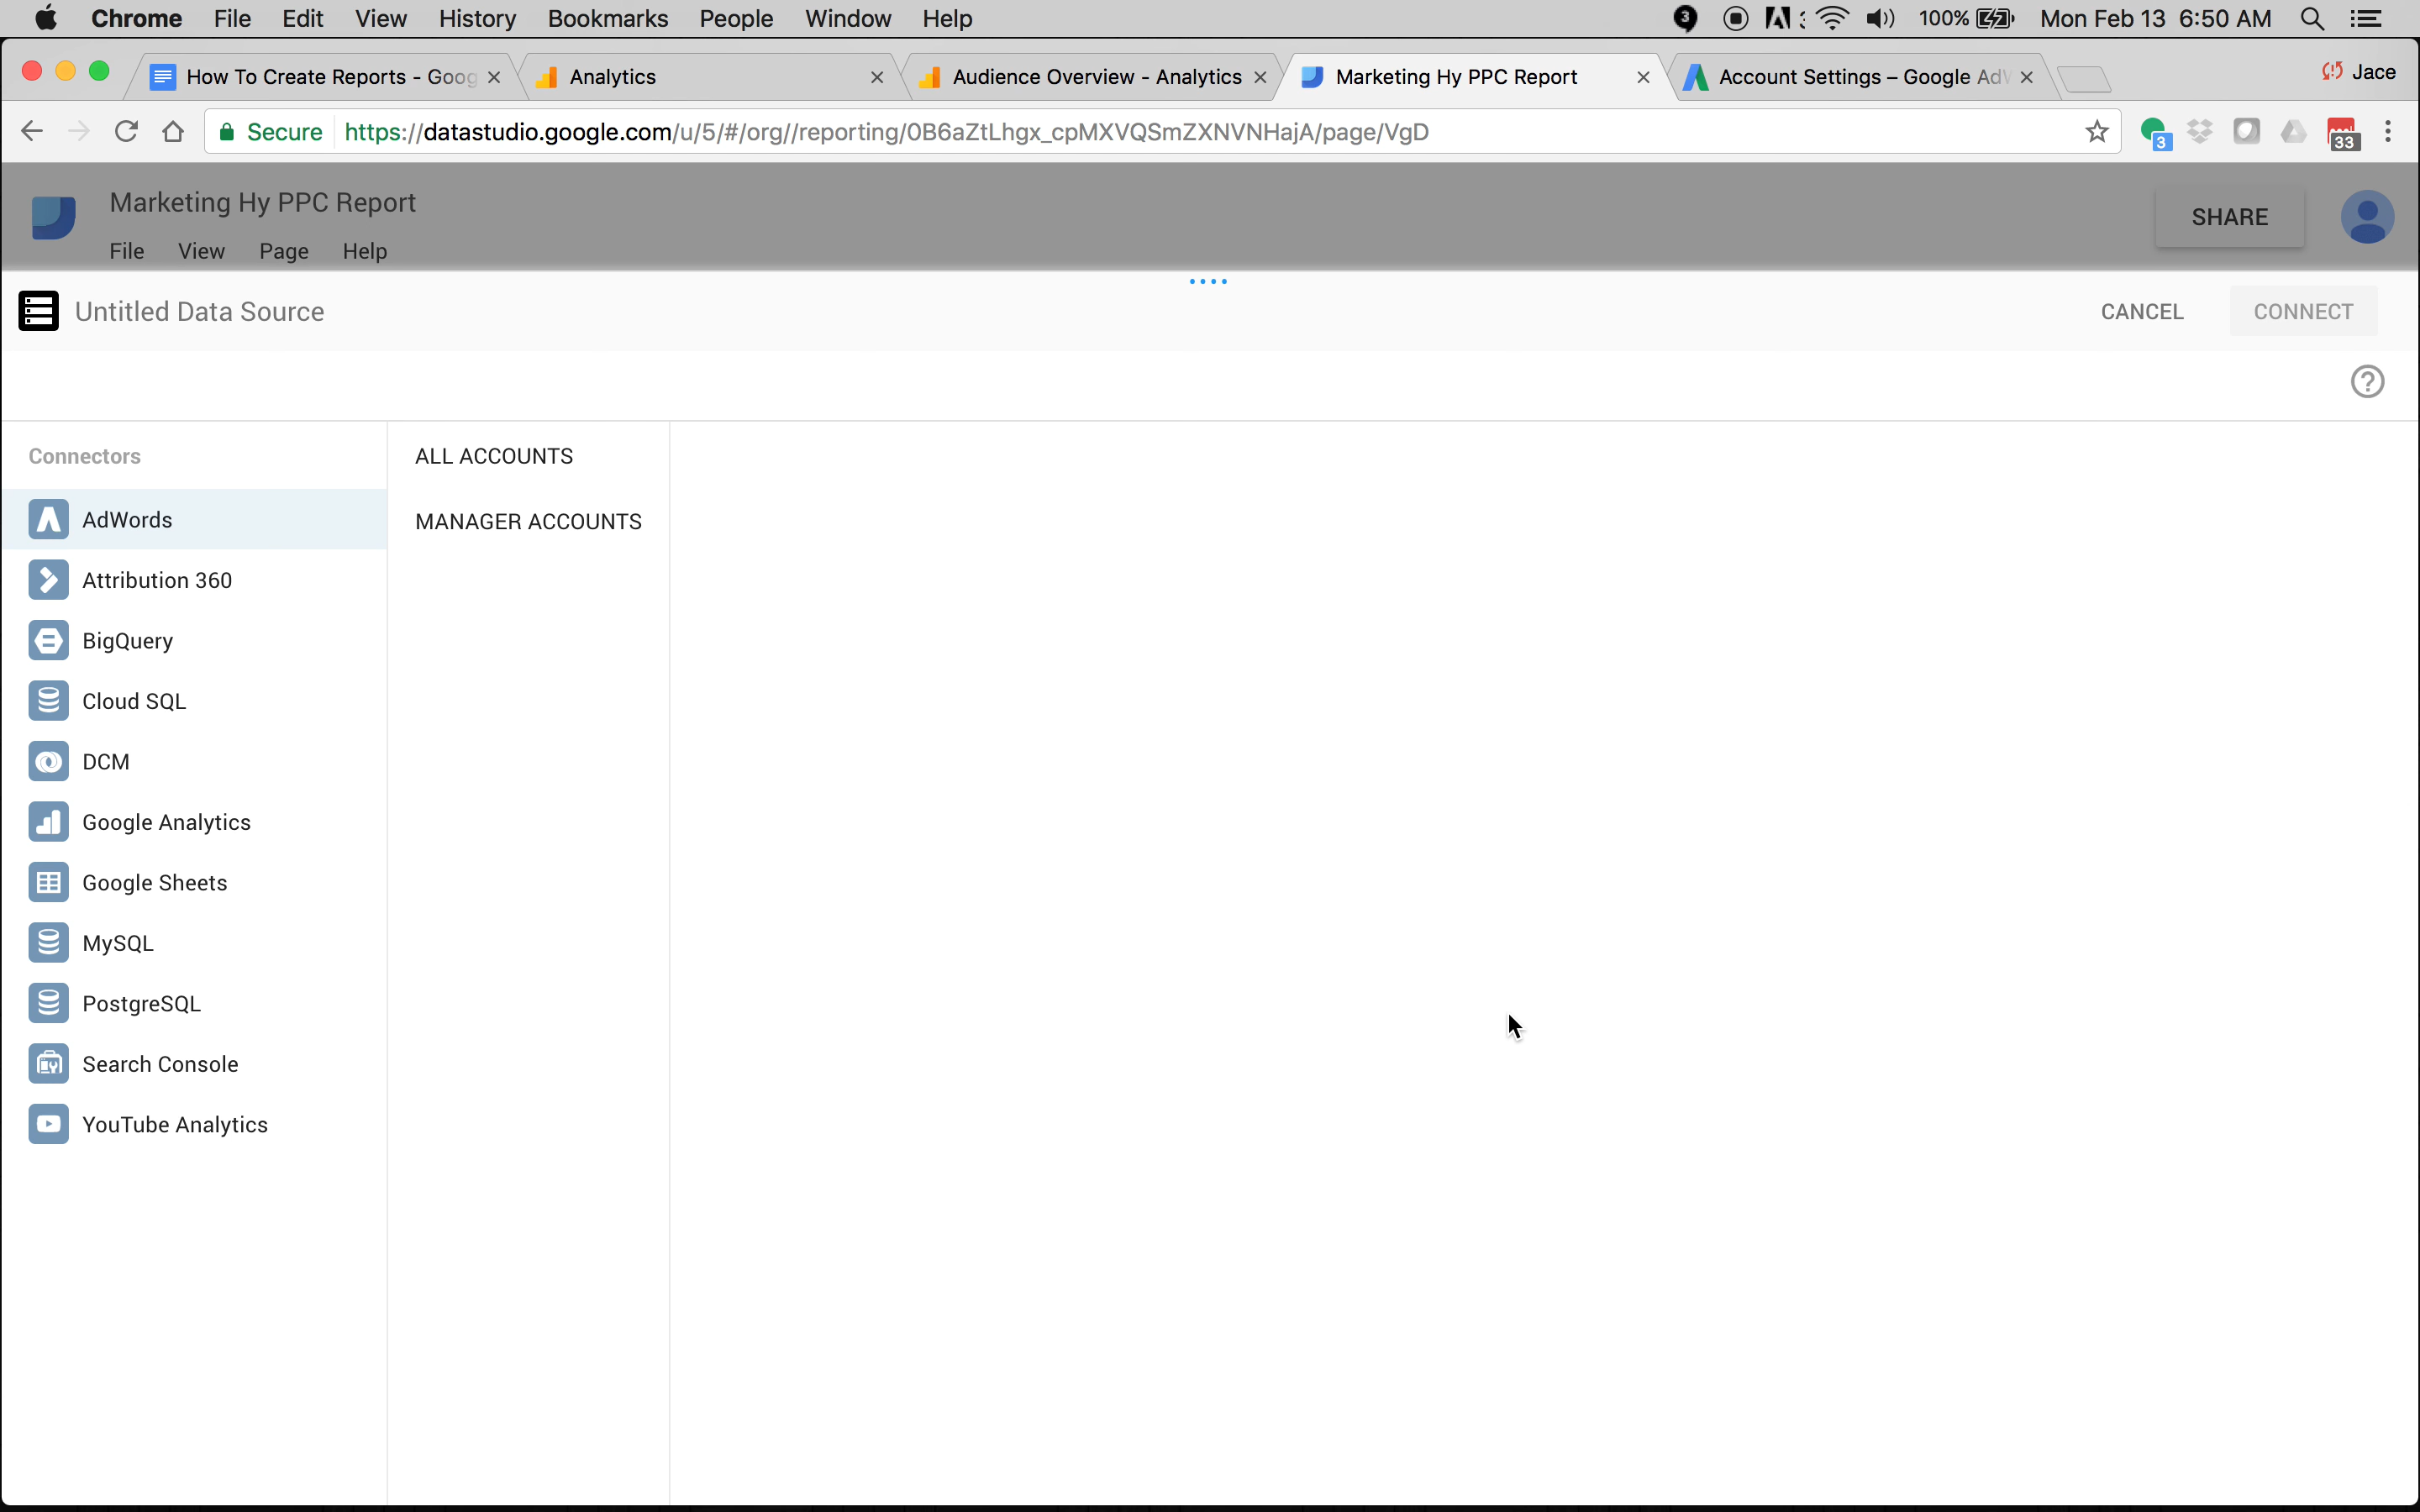 Chrome File Edit View History Bookmarks People Window Help 3 100% Mon Feb 13 6:50 AM
How To Create Reports - Goog Analytics Audience Overview - Analytics Marketing Hy PPC Report Account Settings – Google AdW Jace
Secure https://datastudio.google.com/u/5/#/org//reporting/0B6aZtLhgx_cpMXVQSmZXNVNHajA/page/VgD 3 33
Marketing Hy PPC Report
SHARE
File View Page Help
Untitled Data Source CANCEL CONNECT
Connectors
ALL ACCOUNTS
MANAGER ACCOUNTS
AdWords
Attribution 360
BigQuery
Cloud SQL
DCM
Google Analytics
Google Sheets
MySQL
PostgreSQL
Search Console
YouTube Analytics